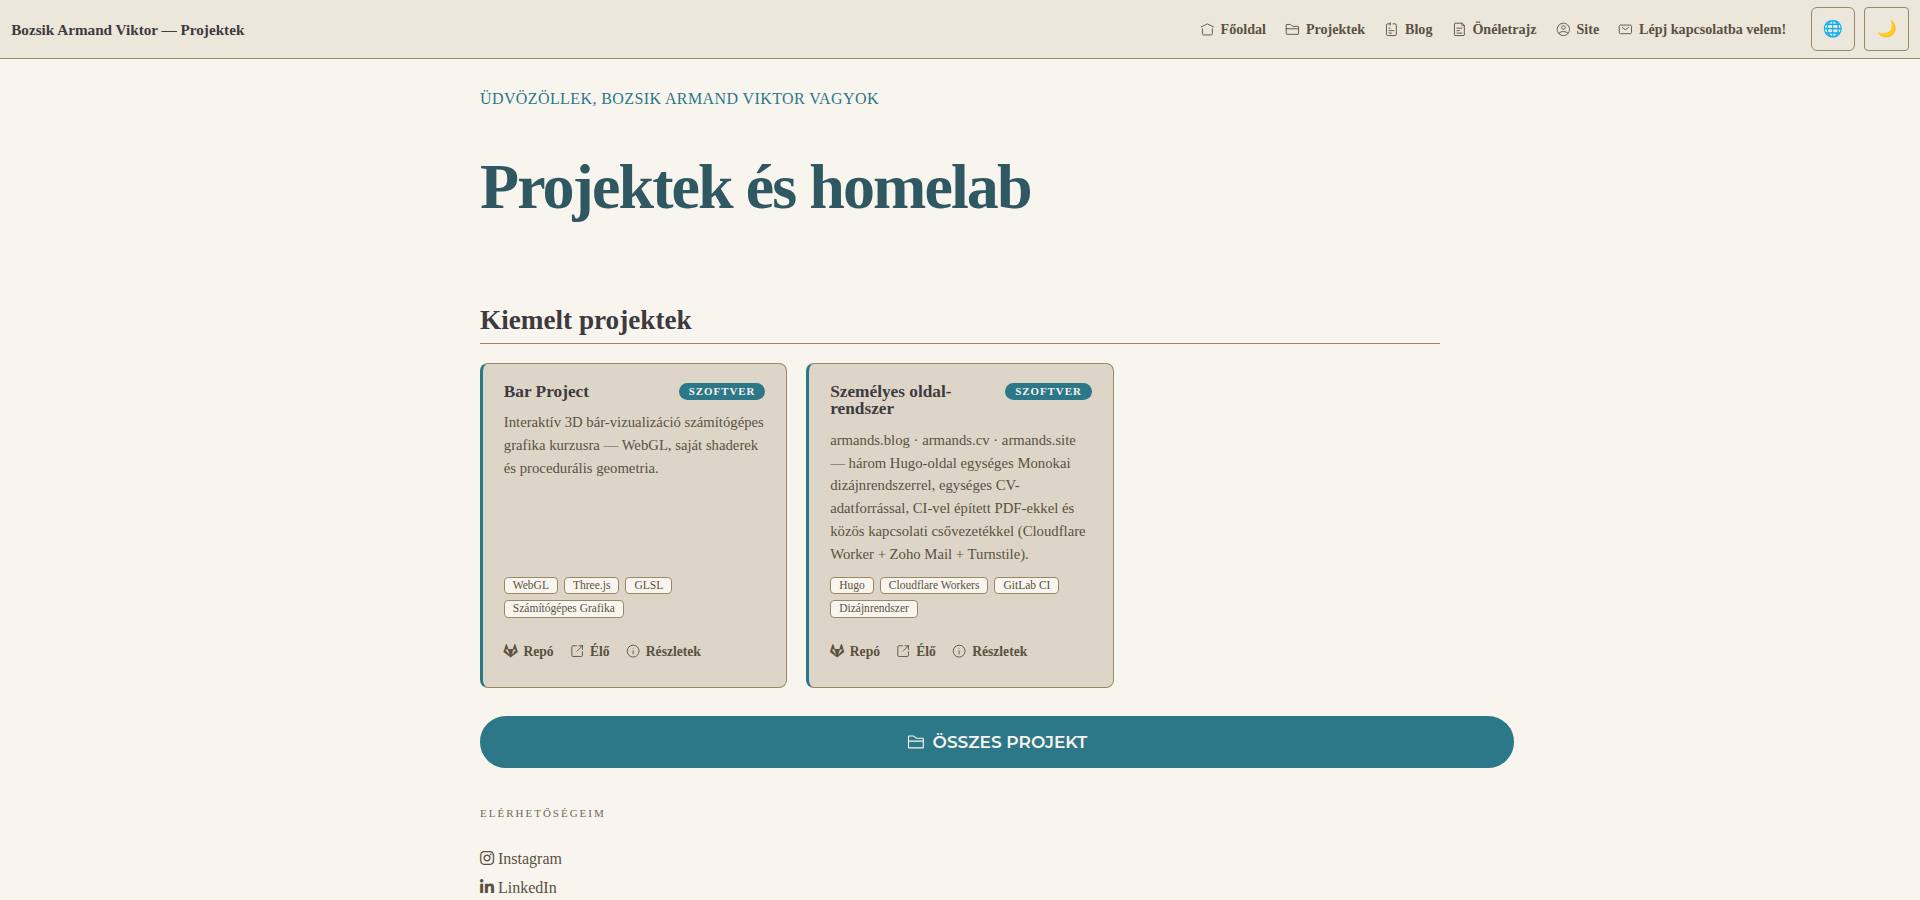 Bozsik Armand Viktor — Projektek
Főoldal
Projektek
Blog
Önéletrajz
Site
Lépj kapcsolatba velem!
ÜDVÖZÖLLEK, BOZSIK ARMAND VIKTOR VAGYOK
Projektek és homelab
Kiemelt projektek
Bar Project
SZOFTVER
Interaktív 3D bár-vizualizáció számítógépes
grafika kurzusra — WebGL, saját shaderek
és procedurális geometria.
WebGL
Three.js
GLSL
Számítógépes Grafika
Repó
Élő
Részletek
Személyes oldal-
rendszer
SZOFTVER
armands.blog · armands.cv · armands.site
— három Hugo-oldal egységes Monokai
dizájnrendszerrel, egységes CV-
adatforrással, CI-vel épített PDF-ekkel és
közös kapcsolati csővezetékkel (Cloudflare
Worker + Zoho Mail + Turnstile).
Hugo
Cloudflare Workers
GitLab CI
Dizájnrendszer
Repó
Élő
Részletek
ÖSSZES PROJEKT
ELÉRHETŐSÉGEIM
Instagram
LinkedIn